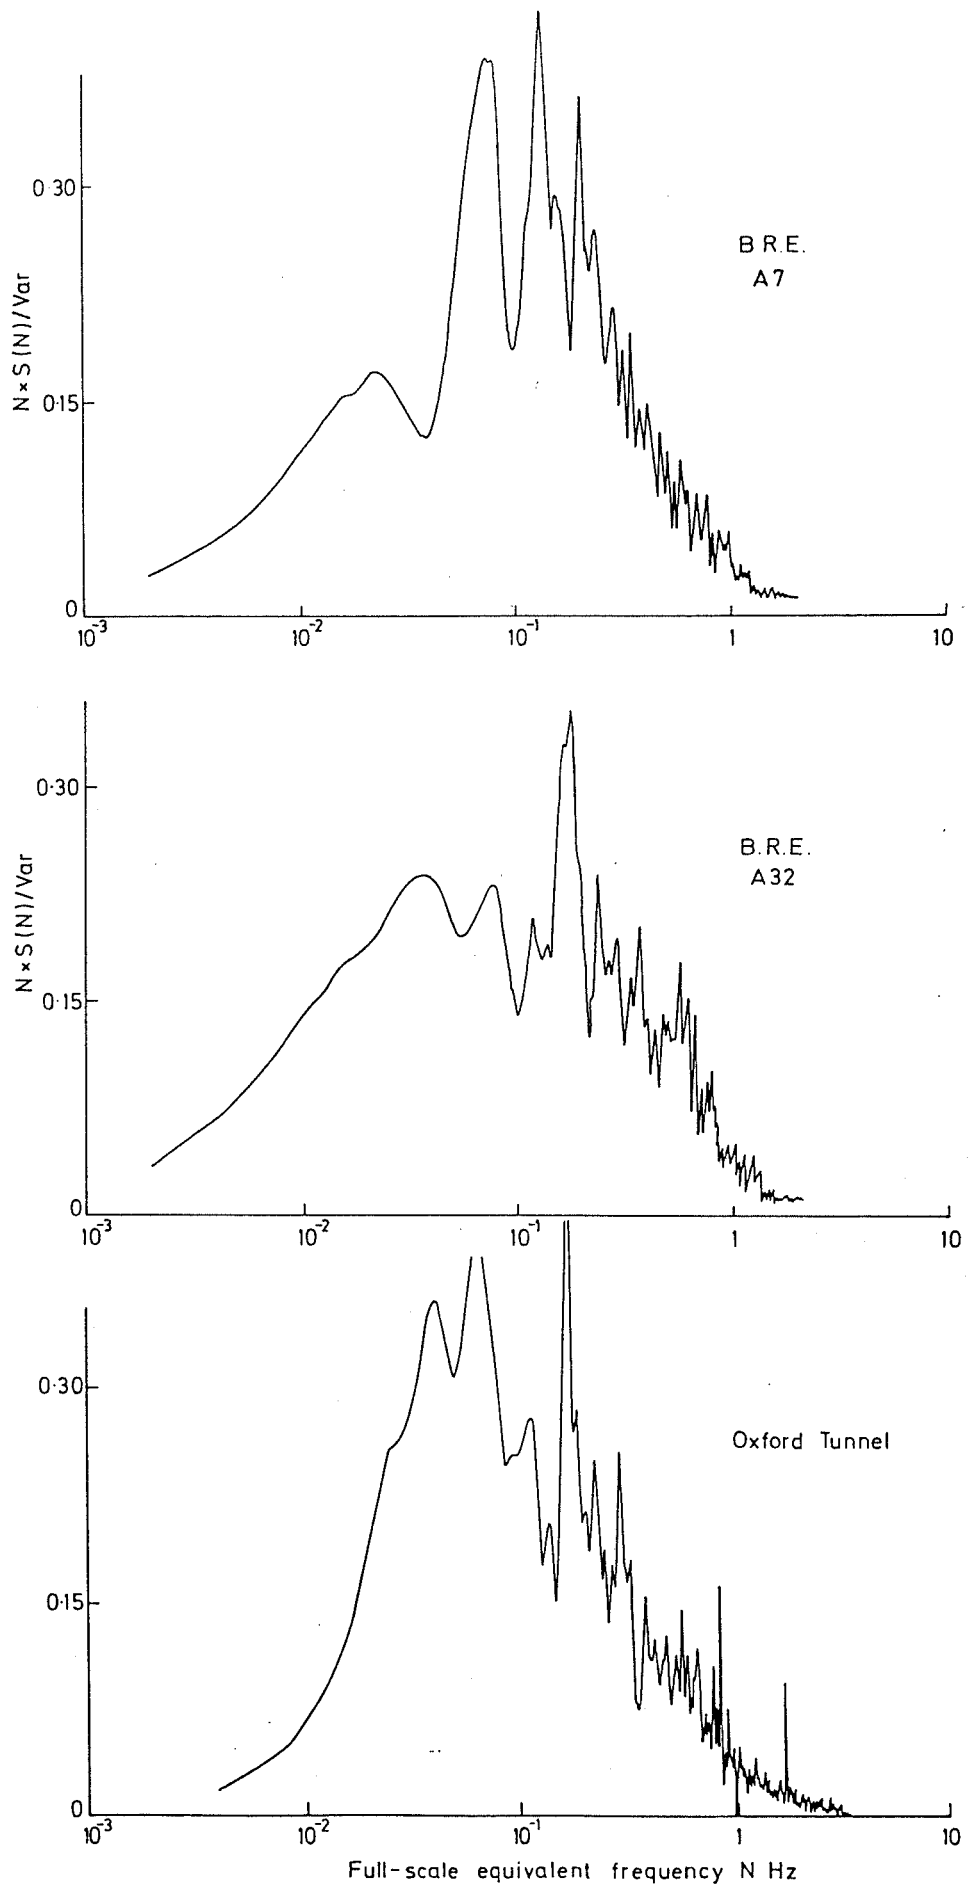 B R.E.
A7
N×S(N)/Var
0·30
0·15
0
10⁻³ 10⁻² 10⁻¹ 1 10
B.R.E.
A32
N×S(N)/Var
0·30
0·15
0
10⁻³ 10⁻² 10⁻¹ 1 10
Oxford Tunnel
0·30
0·15
0
10⁻³ 10⁻² 10⁻¹ 1 10
Full-scale equivalent frequency N Hz